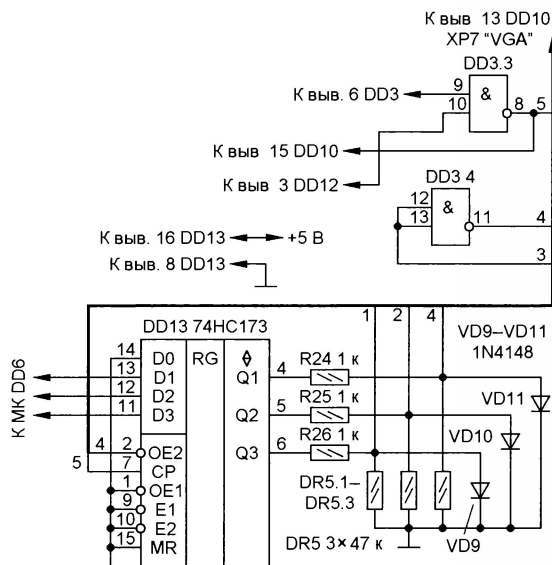 К выв 13 DD10
XP7 "VGA"
DD3.3
К выв. 6 DD3
9
&
10
8
5
К выв 15 DD10
К выв 3 DD12
DD3 4
12
&
13
11
4
3
К выв. 16 DD13
+5 В
К выв. 8 DD13
DD13 74HC173
1
2
4
VD9–VD11
1N4148
К МК DD6
14
D0
RG
13
D1
Q1
4
R24 1 к
VD11
12
D2
11
D3
Q2
5
R25 1 к
VD10
4
2
OE2
Q3
6
R26 1 к
5
7
CP
1
OE1
DR5.1–
DR5.3
9
E1
10
E2
15
MR
DR5 3×47 к
VD9